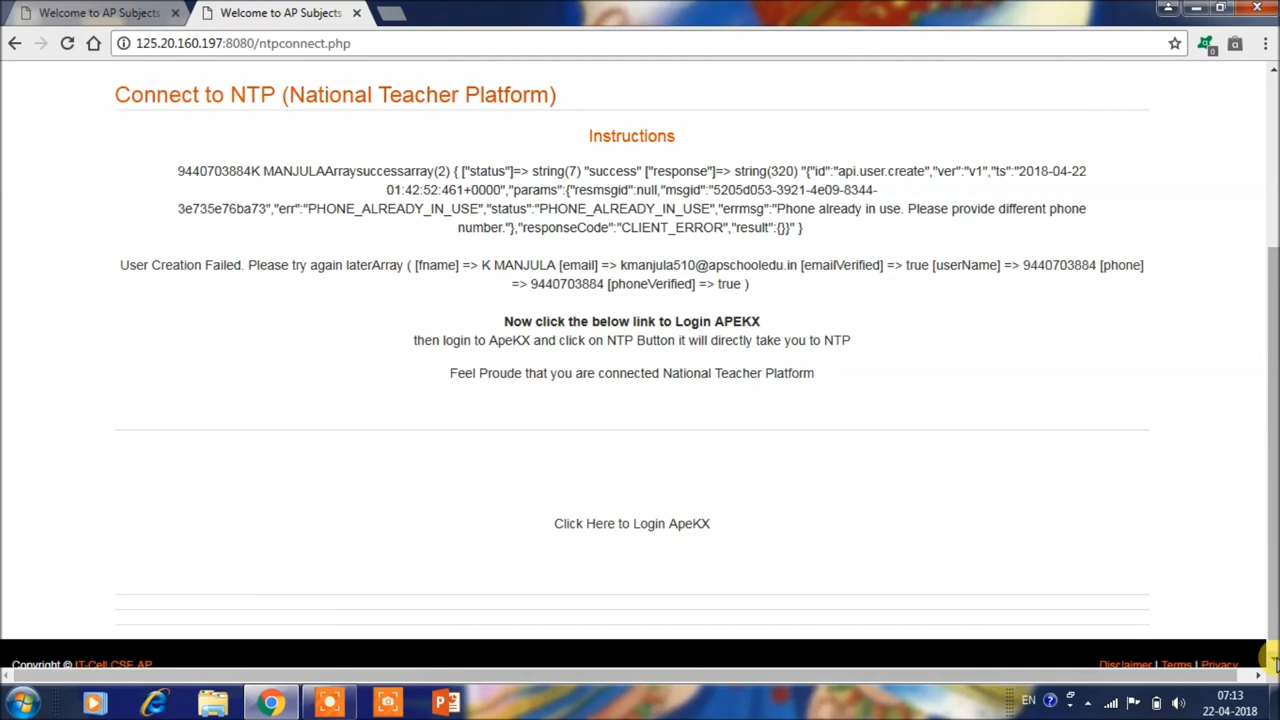 Welcome to AP Subjects
Welcome to AP Subjects
125.20.160.197:8080/ntpconnect.php
Connect to NTP (National Teacher Platform)
Instructions
9440703884K MANJULAArraysuccessarray(2) { ["status"]=> string(7) "success" ["response"]=> string(320) "{"id":"api.user.create","ver":"v1","ts":"2018-04-22
01:42:52:461+0000","params":{"resmsgid":null,"msgid":"5205d053-3921-4e09-8344-
3e735e76ba73","err":"PHONE_ALREADY_IN_USE","status":"PHONE_ALREADY_IN_USE","errmsg":"Phone already in use. Please provide different phone
number."},"responseCode":"CLIENT_ERROR","result":{}}" }
User Creation Failed. Please try again laterArray ( [fname] => K MANJULA [email] => kmanjula510@apschooledu.in [emailVerified] => true [userName] => 9440703884 [phone]
=> 9440703884 [phoneVerified] => true )
Now click the below link to Login APEKX
then login to ApeKX and click on NTP Button it will directly take you to NTP
Feel Proude that you are connected National Teacher Platform
Click Here to Login ApeKX
Copyright © IT-Cell CSE AP
Disclaimer | Terms | Privacy
EN
07:13
22-04-2018